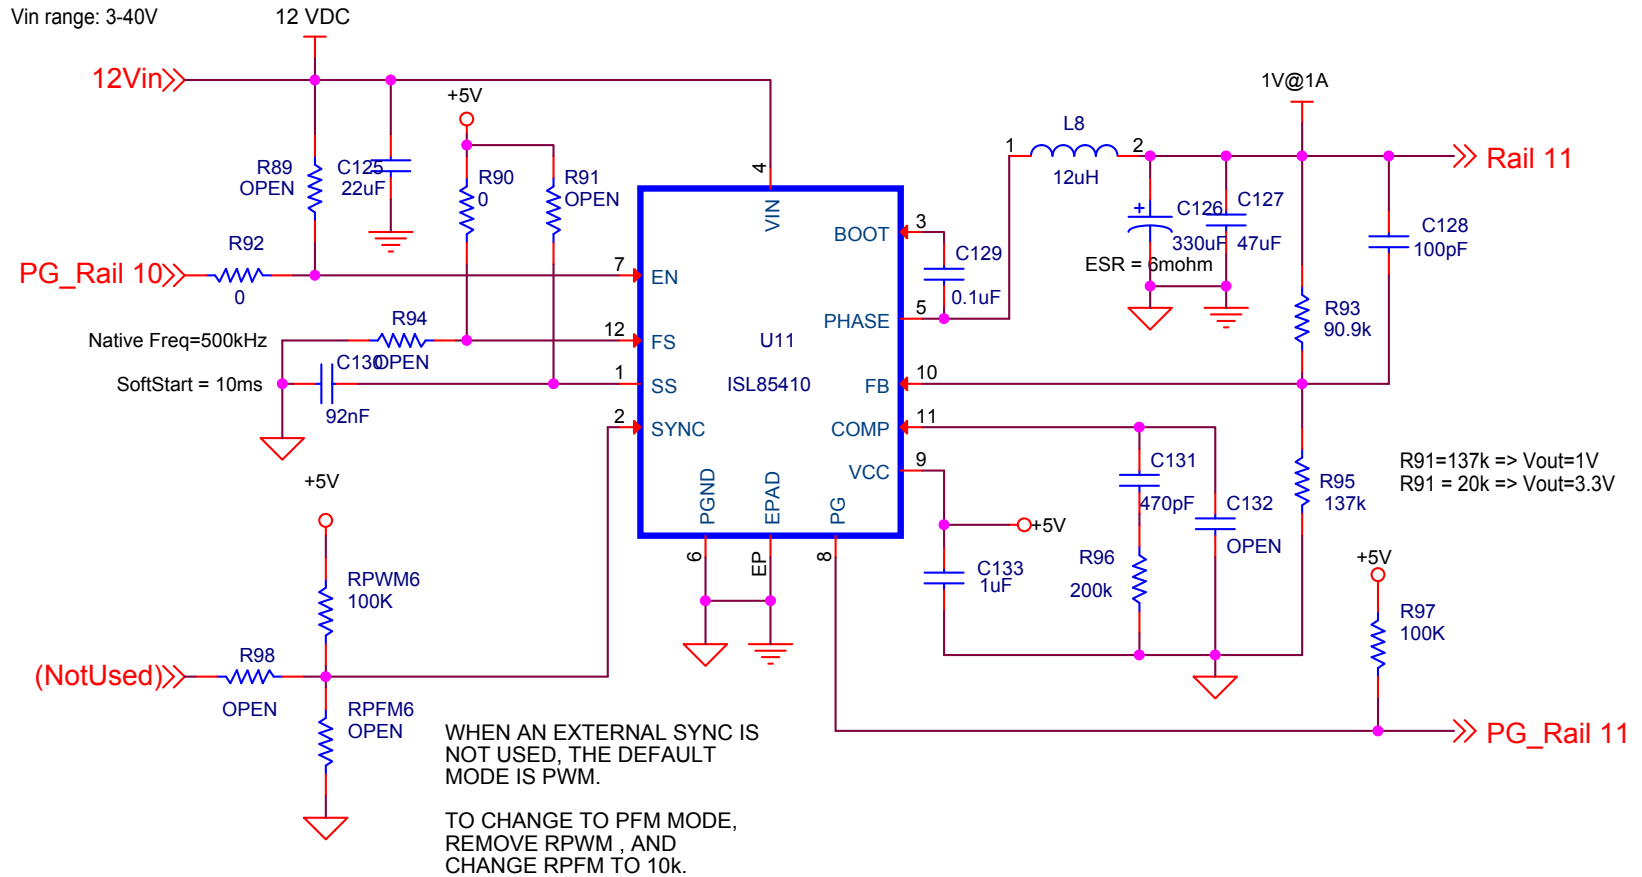 Vin range: 3-40V
12 VDC
12Vin
+5V
1V@1A
R89
OPEN
C125
22uF
R90
0
R91
OPEN
4
VIN
1
L8
2
12uH
Rail 11
3
BOOT
C129
0.1uF
C126
330uF
ESR = 6mohm
C127
47uF
C128
100pF
R92
0
PG_Rail 10
7
EN
5
PHASE
R93
90.9k
Native Freq=500kHz
R94
OPEN
12
FS
U11
ISL85410
SoftStart = 10ms
C130
92nF
1
SS
10
FB
2
SYNC
11
COMP
9
VCC
R91=137k => Vout=1V
R91 = 20k => Vout=3.3V
R95
137k
C131
470pF
C132
OPEN
+5V
PGND
EPAD
PG
6
EP
8
+5V
C133
1uF
R96
200k
+5V
R97
100K
RPWM6
100K
(NotUsed)
R98
OPEN
RPFM6
OPEN
PG_Rail 11
WHEN AN EXTERNAL SYNC IS
NOT USED, THE DEFAULT
MODE IS PWM.
TO CHANGE TO PFM MODE,
REMOVE RPWM , AND
CHANGE RPFM TO 10k.